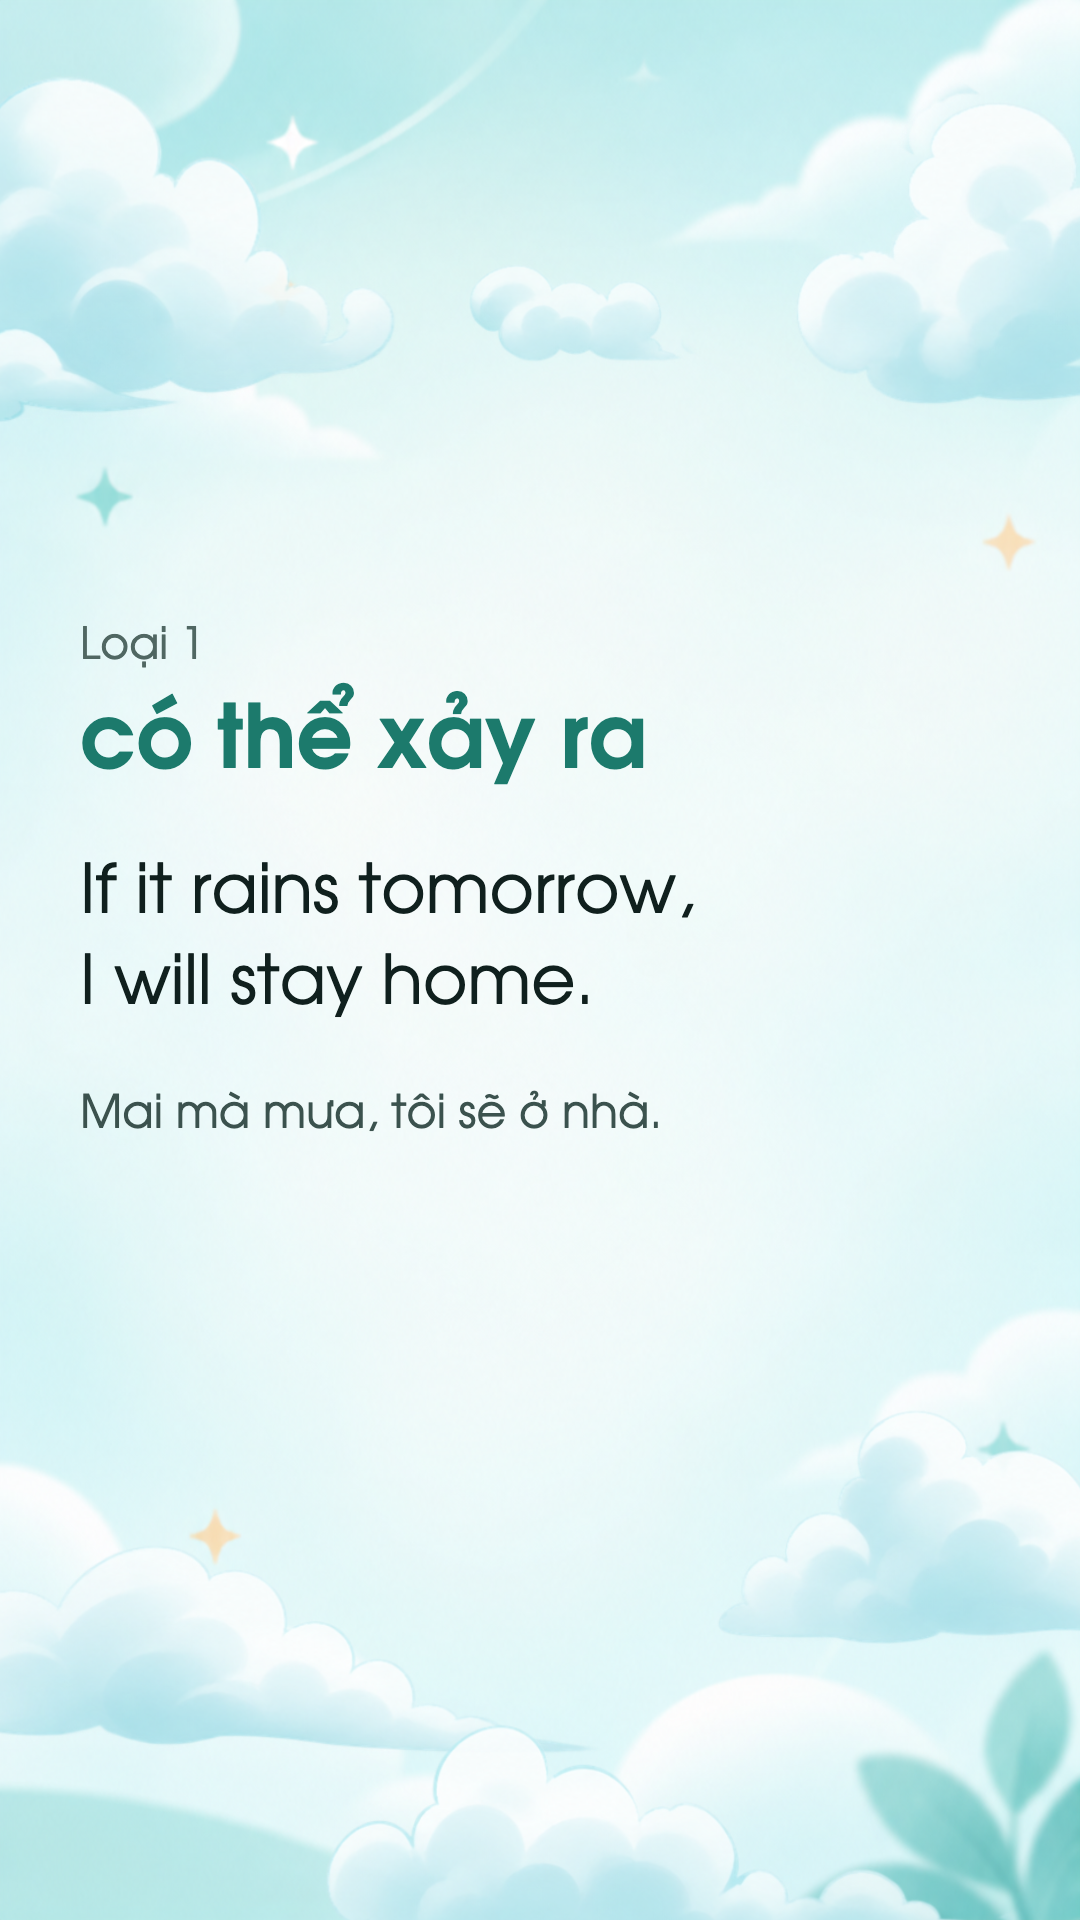 Loại 1
có thể xảy ra
If it rains tomorrow,
I will stay home.
Mai mà mưa, tôi sẽ ở nhà.